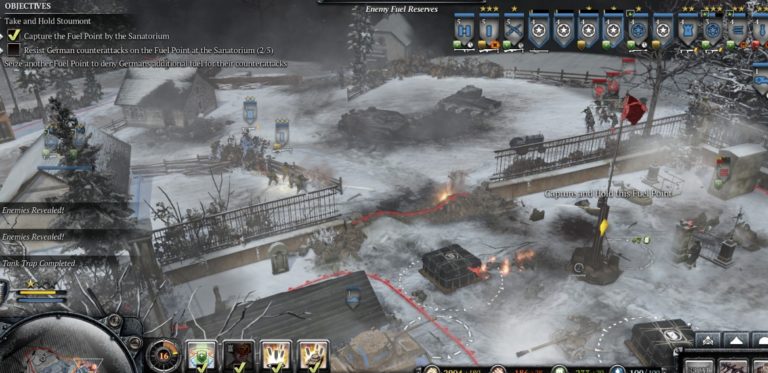 OBJECTIVES
Take and Hold Stoumont
Capture the Fuel Point by the Sanatorium
Resist German counterattacks on the Fuel Point at the Sanatorium (2/5)
Seize another Fuel Point to deny Germans additional fuel for their counterattacks
Enemy Fuel Reserves
Capture and Hold this Fuel Point
Enemies Revealed!
Enemies Revealed!
Tank Trap Completed
16